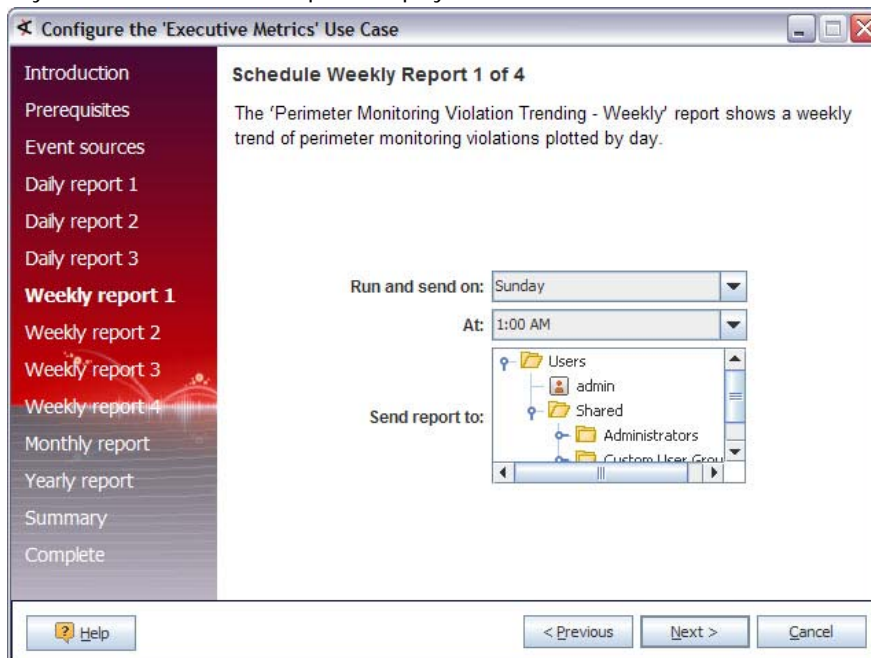 Configure the 'Executive Metrics' Use Case
Introduction
Prerequisites
Event sources
Daily report 1
Daily report 2
Daily report 3
Weekly report 1
Weekly report 2
Weekly report 3
Weekly report 4
Monthly report
Yearly report
Summary
Complete
Schedule Weekly Report 1 of 4
The ‘Perimeter Monitoring Violation Trending - Weekly’ report shows a weekly
trend of perimeter monitoring violations plotted by day.
Run and send on: Sunday
At: 1:00 AM
Send report to:
Users
admin
Shared
Administrators
Custom User Grou
Help
< Previous
Next >
Cancel